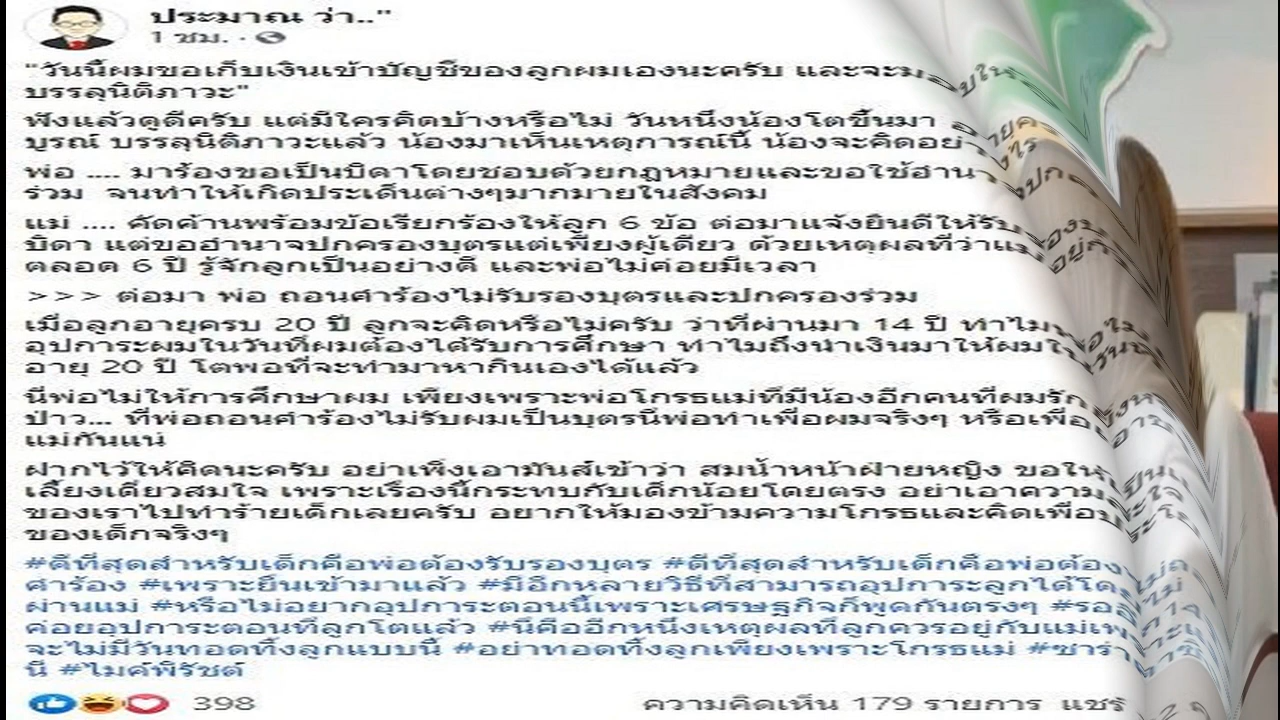 ประมาณ ว่า.."
1 ชม. ·
"วันนี้ผมขอเก็บเงินเข้าบัญชีของลูกผมเองนะครับ และจะม
บรรลุนิติภาวะ"
ฟังแล้วดูดีครับ แต่มีใครคิดบ้างหรือไม่ วันหนึ่งน้องโตขึ้นมา
บูรณ์ บรรลุนิติภาวะแล้ว น้องมาเห็นเหตุการณ์นี้ น้องจะคิดอย่างไร
พ่อ .... มาร้องขอเป็นบิดาโดยชอบด้วยกฎหมายและขอใช้อำนา
ร่วม จนทำให้เกิดประเด็นต่างๆมากมายในสังคม
แม่ .... คัดค้านพร้อมข้อเรียกร้องให้ลูก 6 ข้อ ต่อมาแจ้งยินดีให้รับรองบ
บิดา แต่ขออำนาจปกครองบุตรแต่เพียงผู้เดียว ด้วยเหตุผลที่ว่าแม่อยู่ก
ตลอด 6 ปี รู้จักลูกเป็นอย่างดี และพ่อไม่ค่อยมีเวลา
>>> ต่อมา พ่อ ถอนคำร้องไม่รับรองบุตรและปกครองร่วม
เมื่อลูกอายุครบ 20 ปี ลูกจะคิดหรือไม่ครับ ว่าที่ผ่านมา 14 ปี ทำไมพ่อไม่
อุปการะผมในวันที่ผมต้องได้รับการศึกษา ทำไมถึงนำเงินมาให้ผมในวันที่
อายุ 20 ปี โตพอที่จะทำมาหากินเองได้แล้ว
นี่พ่อไม่ให้การศึกษาผม เพียงเพราะพ่อโกรธแม่ที่มีน้องอีกคนที่ผมรัก
ป่าว... ที่พ่อถอนคำร้องไม่รับผมเป็นบุตรนี่พ่อทำเพื่อผมจริงๆ หรือเพื่อเอาช
แม่กันแน่
ฝากไว้ให้คิดนะครับ อย่าเพิ่งเอามันส์เข้าว่า สมน้ำหน้าฝ่ายหญิง ขอให้เป็น
เลี้ยงเดี่ยวสมใจ เพราะเรื่องนี้กระทบกับเด็กน้อยโดยตรง อย่าเอาความสะใจ
ของเราไปทำร้ายเด็กเลยครับ อยากให้มองข้ามความโกรธและคิดเพื่อประโย
ของเด็กจริงๆ
#ดีที่สุดสำหรับเด็กคือพ่อต้องรับรองบุตร #ดีที่สุดสำหรับเด็กคือพ่อต้องไม่ถ
คำร้อง #เพราะยื่นเข้ามาแล้ว #มีอีกหลายวิธีที่สามารถอุปการะลูกได้โดยไม่
ผ่านแม่ #หรือไม่อยากอุปการะตอนนี้เพราะเศรษฐกิจก็พูดกันตรงๆ #รออีก 14
ค่อยอุปการะตอนที่ลูกโตแล้ว #นี่คืออีกหนึ่งเหตุผลที่ลูกควรอยู่กับแม่เพราะแ
จะไม่มีวันทอดทิ้งลูกแบบนี้ #อย่าทอดทิ้งลูกเพียงเพราะโกรธแม่ #ซาร่า
นี่ #ไมค์พิรัชต์
398
ความคิดเห็น 179 รายการ แชร์